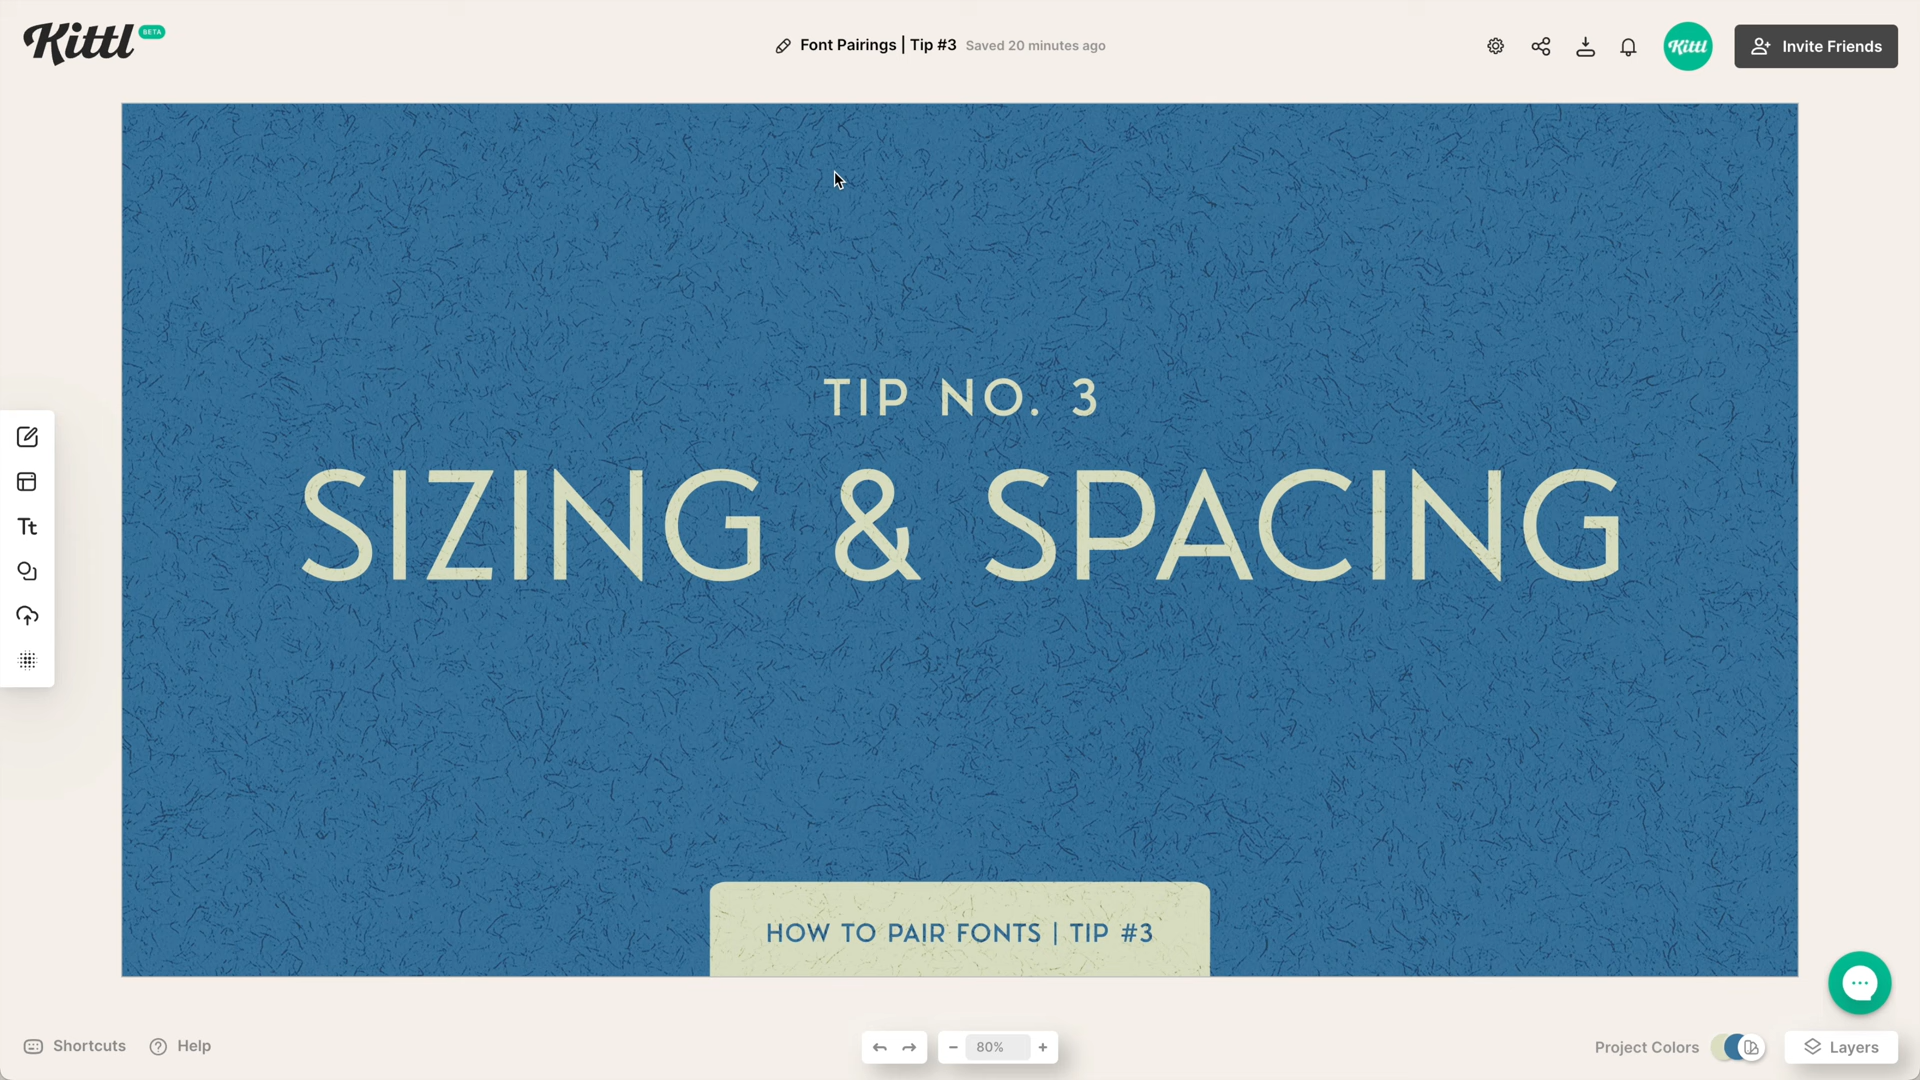 Kittl BETA
Font Pairings | Tip #3 Saved 20 minutes ago
Kittl
Invite Friends
TIP NO. 3
SIZING & SPACING
Tt
HOW TO PAIR FONTS | TIP #3
Shortcuts
Help
80%
Project Colors
Layers